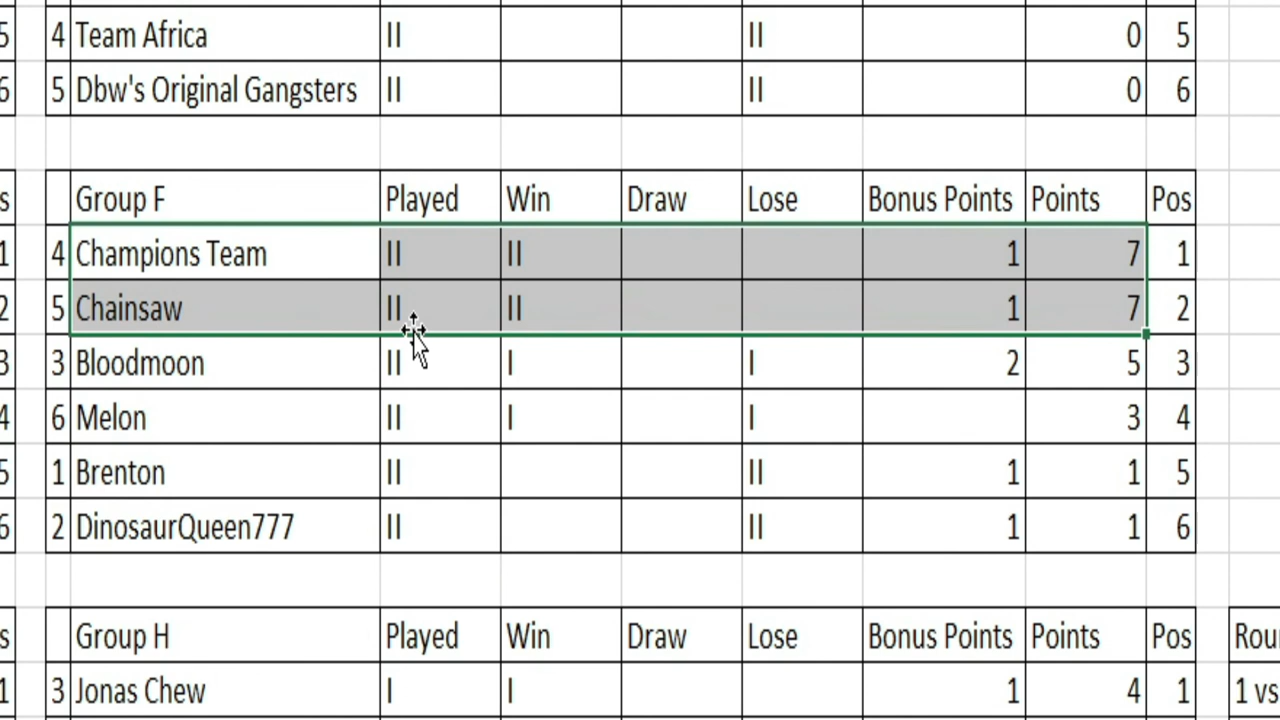 5 4 Team Africa II II 0 5
6 5 Dbw's Original Gangsters II II 0 6
s Group F Played Win Draw Lose Bonus Points Points Pos
1 4 Champions Team II II 1 7 1
2 5 Chainsaw II II 1 7 2
3 3 Bloodmoon II I I 2 5 3
4 6 Melon II I I 3 4
5 1 Brenton II II 1 1 5
6 2 DinosaurQueen777 II II 1 1 6
s Group H Played Win Draw Lose Bonus Points Points Pos Rou
1 3 Jonas Chew I I 1 4 1 1 vs